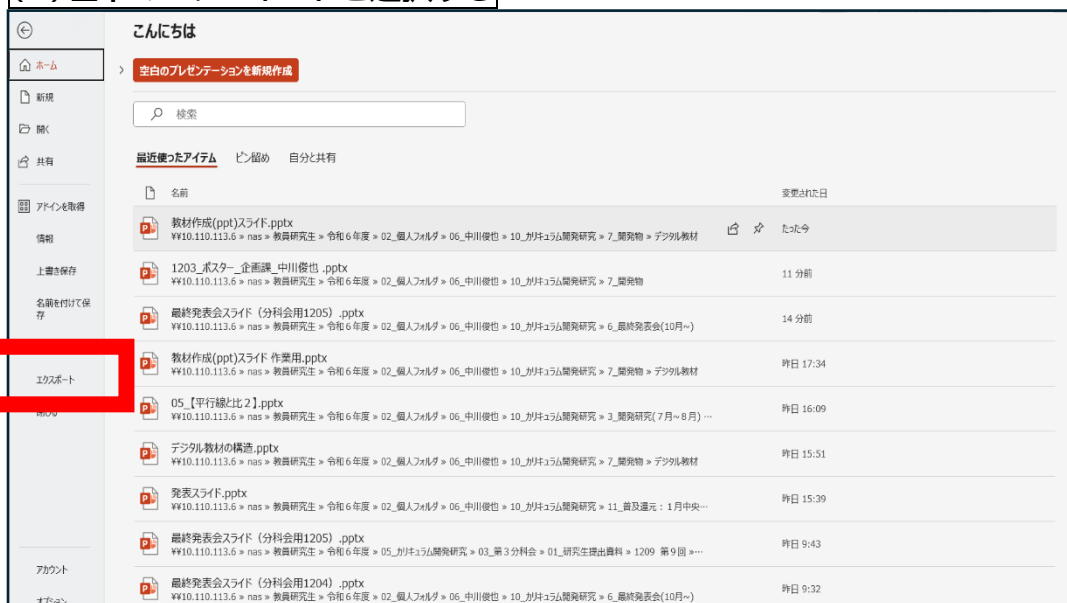 こんにちは
ホーム
空白のプレゼンテーションを新規作成
新規
検索
開く
共有
最近使ったアイテム ピン留め 自分と共有
名前 変更された日
アドインを取得
教材作成(ppt)スライド.pptx たった今
¥¥10.110.113.6 » nas » 教員研究生 » 令和６年度 » 02_個人フォルダ » 06_中川俊也 » 10_カリキュラム開発研究 » 7_開発物 » デジタル教材
情報
1203_ポスター_企画課_中川俊也 .pptx 11 分前
¥¥10.110.113.6 » nas » 教員研究生 » 令和６年度 » 02_個人フォルダ » 06_中川俊也 » 10_カリキュラム開発研究 » 7_開発物
上書き保存
名前を付けて保
存
最終発表会スライド（分科会用1205）.pptx 14 分前
¥¥10.110.113.6 » nas » 教員研究生 » 令和６年度 » 02_個人フォルダ » 06_中川俊也 » 10_カリキュラム開発研究 » 6_最終発表会(10月~)
教材作成(ppt)スライド 作業用.pptx 昨日 17:34
¥¥10.110.113.6 » nas » 教員研究生 » 令和６年度 » 02_個人フォルダ » 06_中川俊也 » 10_カリキュラム開発研究 » 7_開発物 » デジタル教材
エクスポート
05_【平行線と比２】.pptx 昨日 16:09
¥¥10.110.113.6 » nas » 教員研究生 » 令和６年度 » 02_個人フォルダ » 06_中川俊也 » 10_カリキュラム開発研究 » 3_開発研究(７月~８月) …
デジタル教材の構造.pptx 昨日 15:51
¥¥10.110.113.6 » nas » 教員研究生 » 令和６年度 » 02_個人フォルダ » 06_中川俊也 » 10_カリキュラム開発研究 » 7_開発物 » デジタル教材
発表スライド.pptx 昨日 15:39
¥¥10.110.113.6 » nas » 教員研究生 » 令和６年度 » 02_個人フォルダ » 06_中川俊也 » 10_カリキュラム開発研究 » 11_普及還元：１月中央…
最終発表会スライド（分科会用1205）.pptx 昨日 9:43
¥¥10.110.113.6 » nas » 教員研究生 » 令和６年度 » 05_カリキュラム開発研究 » 03_第３分科会 » 01_研究生提出資料 » 1209 第９回 »…
アカウント
最終発表会スライド（分科会用1204）.pptx 昨日 9:32
¥¥10.110.113.6 » nas » 教員研究生 » 令和６年度 » 02_個人フォルダ » 06_中川俊也 » 10_カリキュラム開発研究 » 6_最終発表会(10月~)
オプション